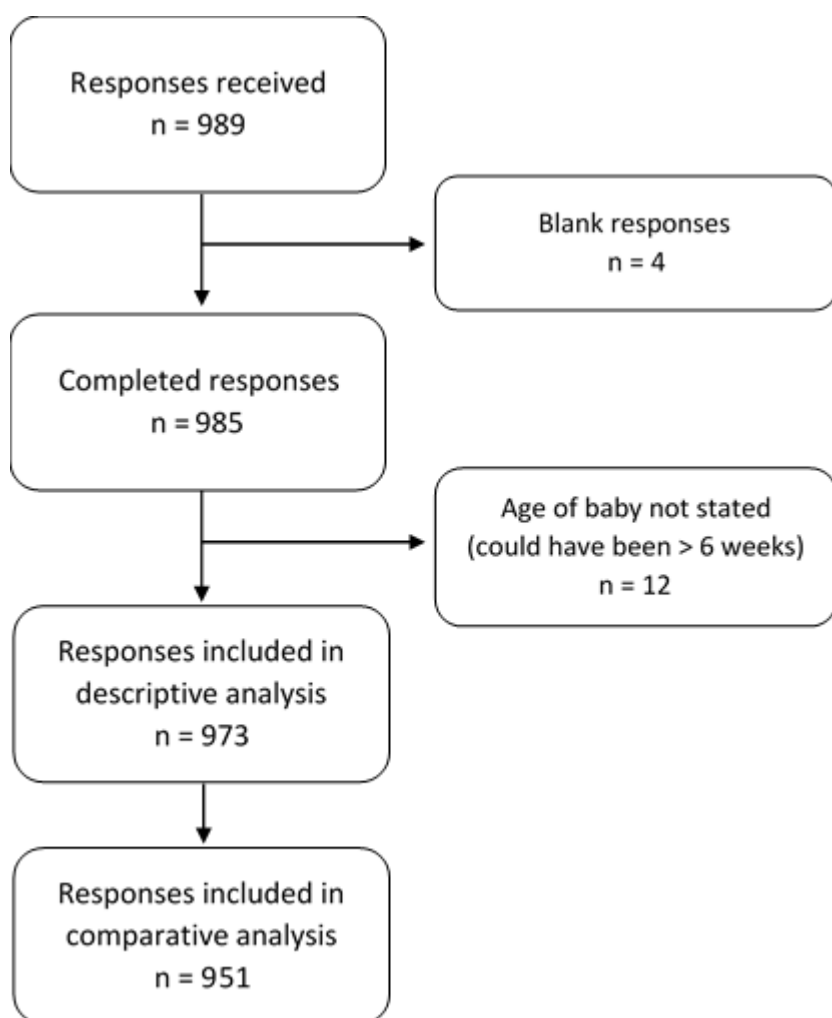 Responses received
n = 989
Blank responses
n = 4
Completed responses
n = 985
Age of baby not stated
(could have been > 6 weeks)
n = 12
Responses included in
descriptive analysis
n = 973
Responses included in
comparative analysis
n = 951